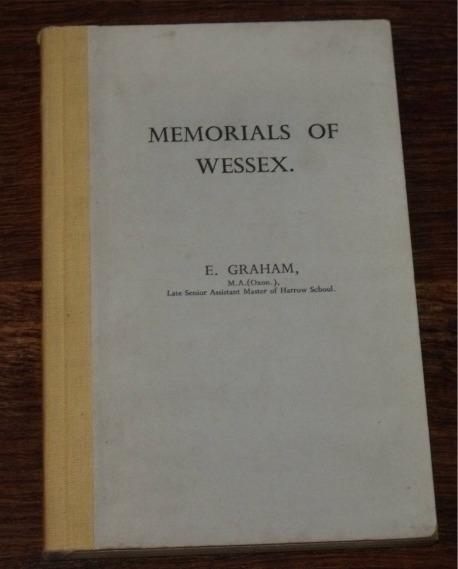 MEMORIALS OF
WESSEX.
E. GRAHAM,
M.A.(Oxon.),
Late Senior Assistant Master of Harrow School.